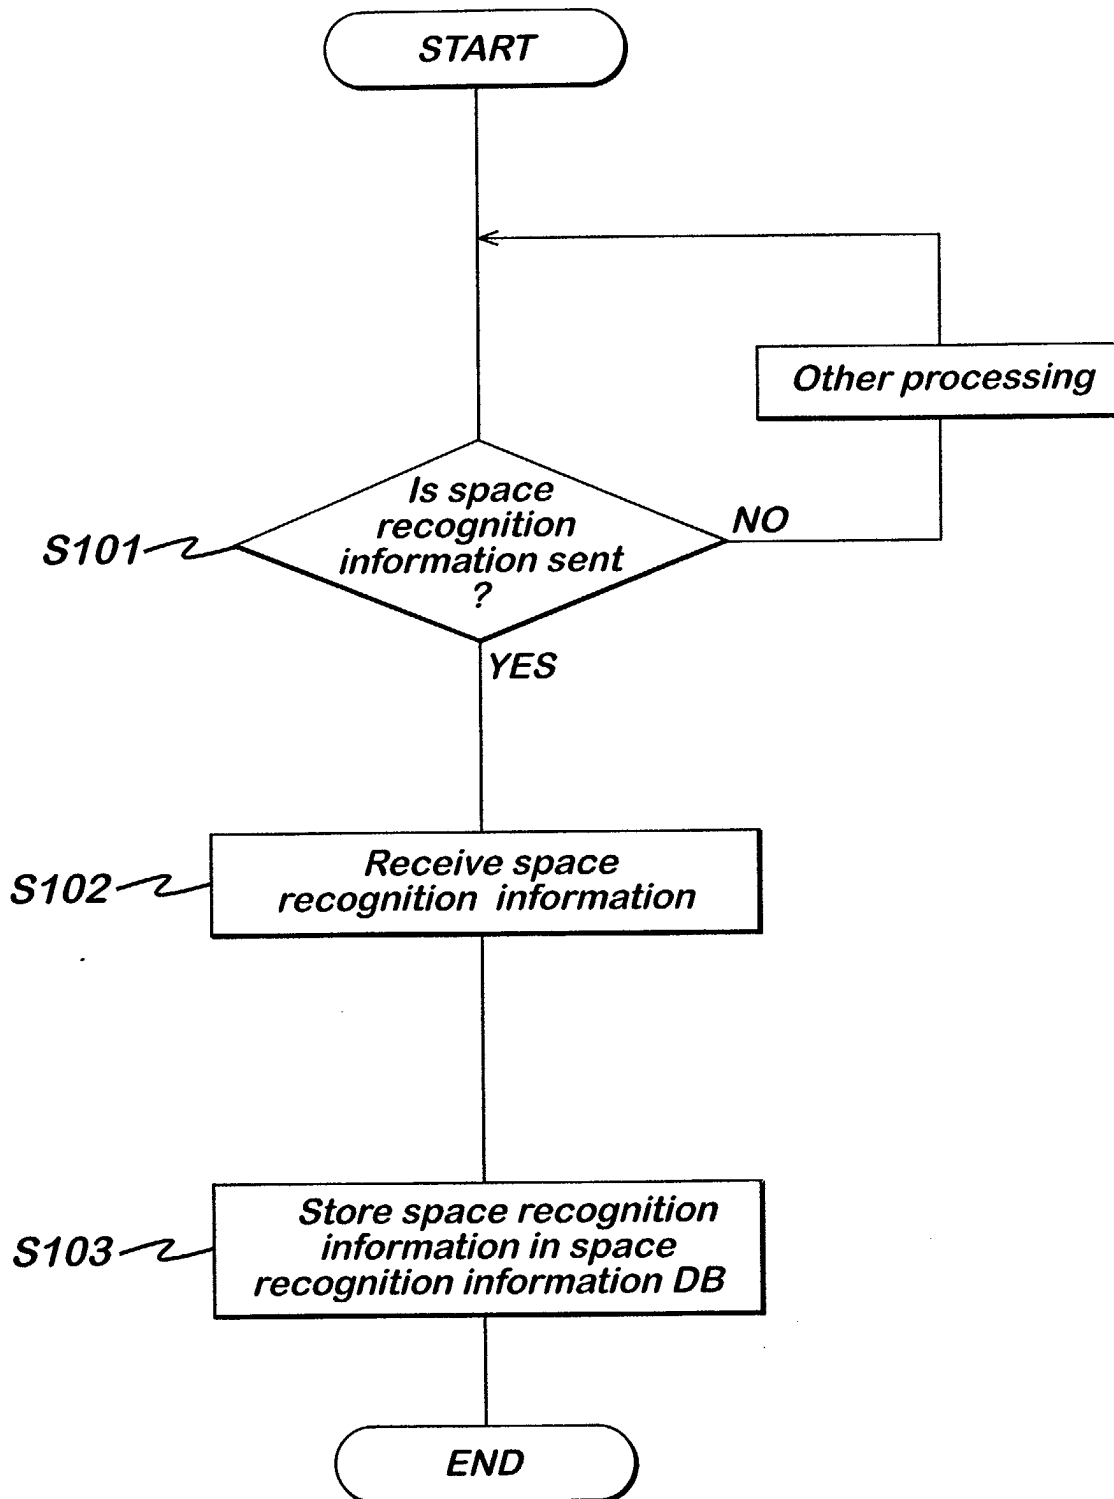 START
Other processing
Is space
recognition
information sent
?
S101
NO
YES
Receive space
recognition information
S102
Store space recognition
information in space
recognition information DB
S103
END